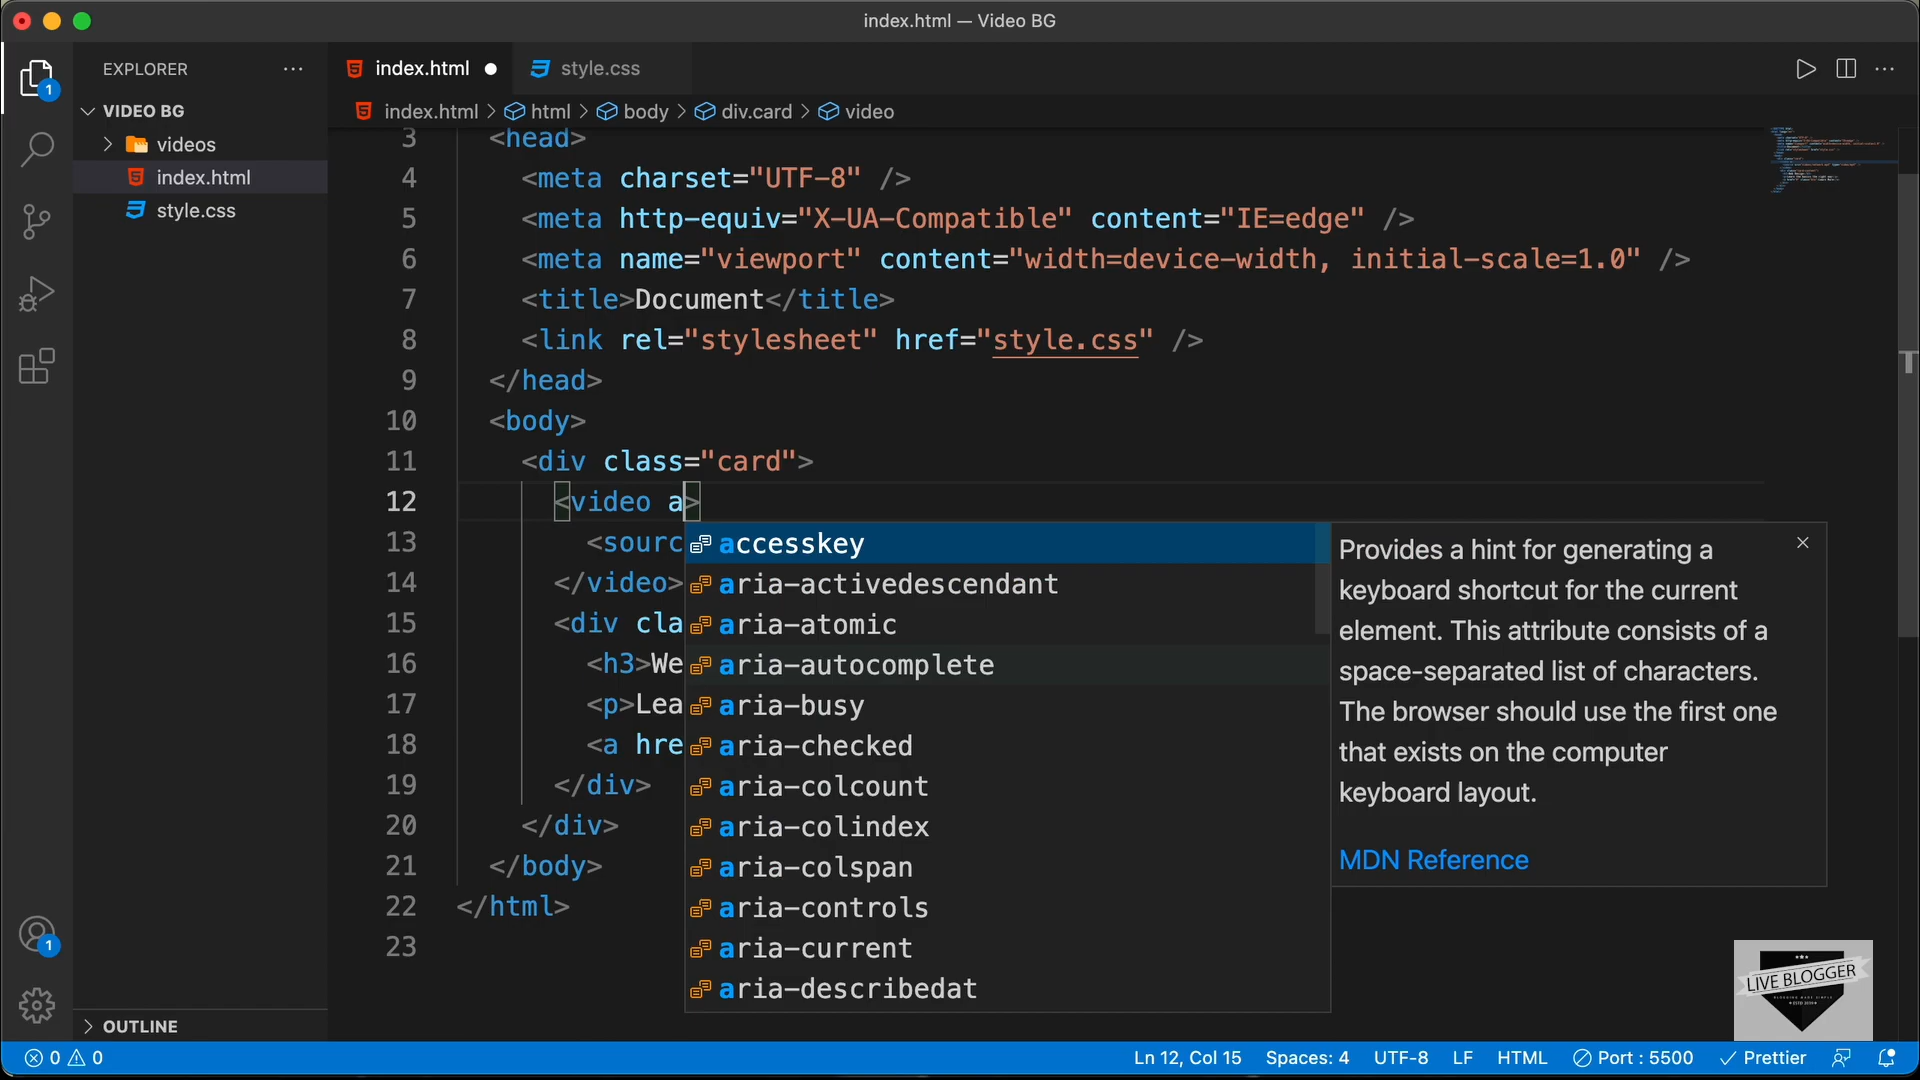 index.html — Video BG
EXPLORER
index.html
style.css
1
VIDEO BG
index.html
html
body
div.card
video
videos
index.html
style.css
3 <head>
4 <meta charset="UTF-8" />
5 <meta http-equiv="X-UA-Compatible" content="IE=edge" />
6 <meta name="viewport" content="width=device-width, initial-scale=1.0" />
7 <title>Document</title>
8 <link rel="stylesheet" href="style.css" />
9 </head>
10 <body>
11 <div class="card">
12 <video a>
13 <sourc
14 </video>
15 <div cla
16 <h3>We
17 <p>Lea
18 <a hre
19 </div>
20 </div>
21 </body>
22 </html>
23
accesskey
aria-activedescendant
aria-atomic
aria-autocomplete
aria-busy
aria-checked
aria-colcount
aria-colindex
aria-colspan
aria-controls
aria-current
aria-describedat
Provides a hint for generating a
keyboard shortcut for the current
element. This attribute consists of a
space-separated list of characters.
The browser should use the first one
that exists on the computer
keyboard layout.
MDN Reference
1
LIVE BLOGGER
OUTLINE
0 0
Ln 12, Col 15 Spaces: 4 UTF-8 LF HTML Port : 5500 Prettier